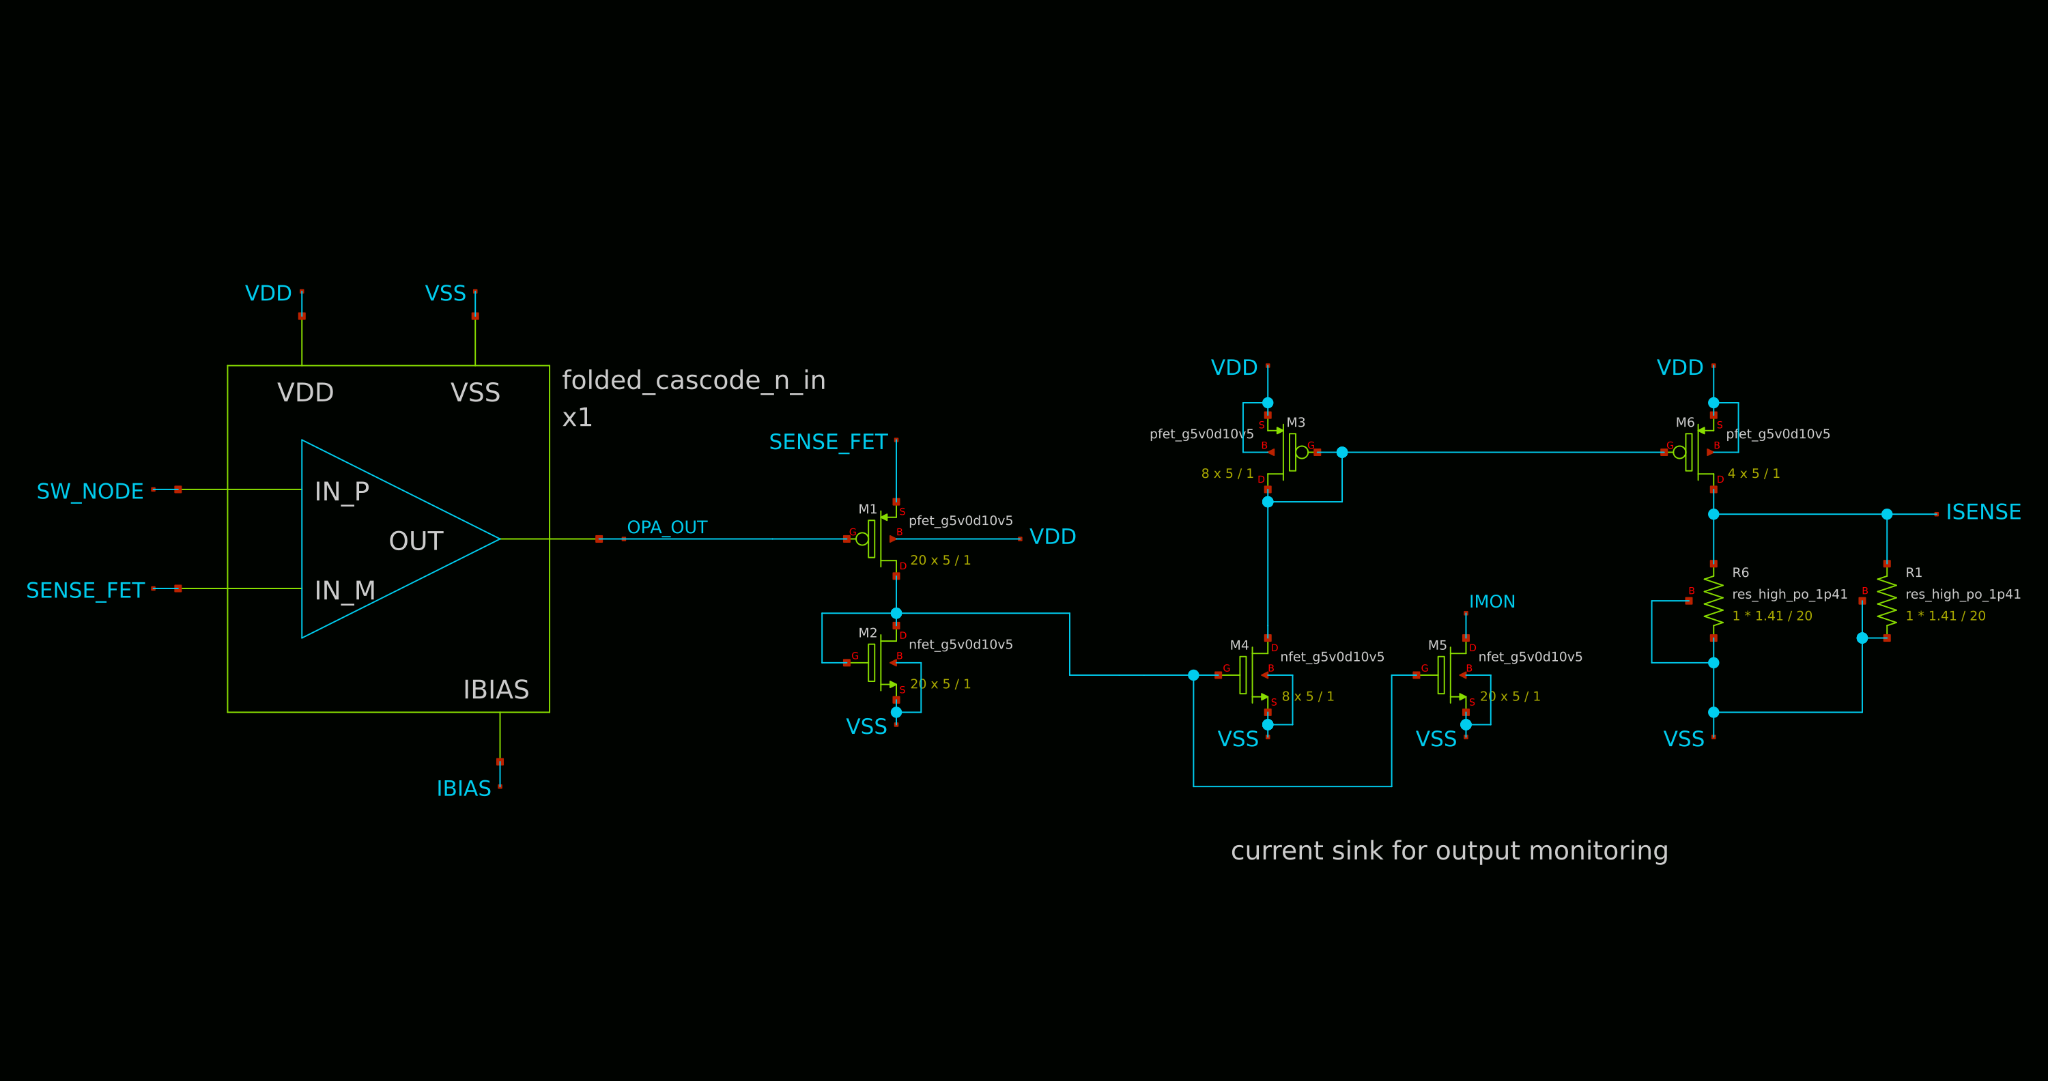 VDD
VSS
VDD
VSS
folded_cascode_n_in
x1
SW_NODE
IN_P
OUT
SENSE_FET
IN_M
IBIAS
IBIAS
OPA_OUT
SENSE_FET
M1
S
pfet_g5v0d10v5
G
B
VDD
20 x 5 / 1
D
M2
D
nfet_g5v0d10v5
G
B
S
20 x 5 / 1
VSS
VDD
M3
S
pfet_g5v0d10v5
B
G
8 x 5 / 1
D
VDD
M6
S
pfet_g5v0d10v5
G
B
4 x 5 / 1
D
ISENSE
M4
D
nfet_g5v0d10v5
G
B
S
8 x 5 / 1
VSS
IMON
M5
D
nfet_g5v0d10v5
G
B
S
20 x 5 / 1
VSS
R6
B
res_high_po_1p41
1 * 1.41 / 20
R1
B
res_high_po_1p41
1 * 1.41 / 20
VSS
current sink for output monitoring